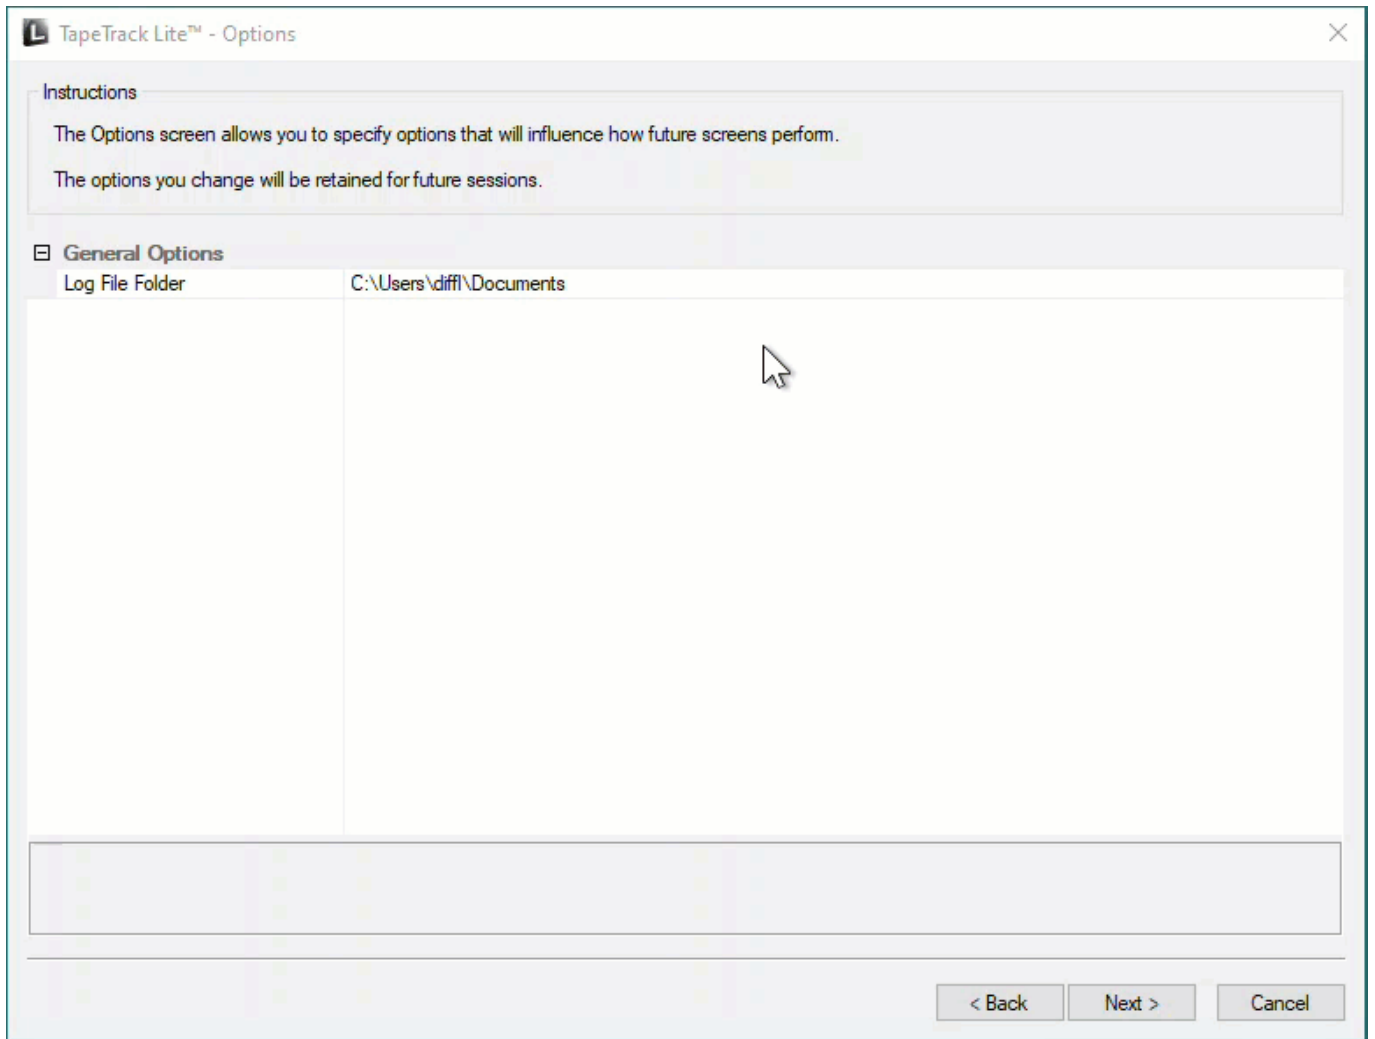 TapeTrack Lite™ - Options
Instructions
The Options screen allows you to specify options that will influence how future screens perform.
The options you change will be retained for future sessions.
General Options
Log File Folder C:\Users\diffl\Documents
< Back Next > Cancel